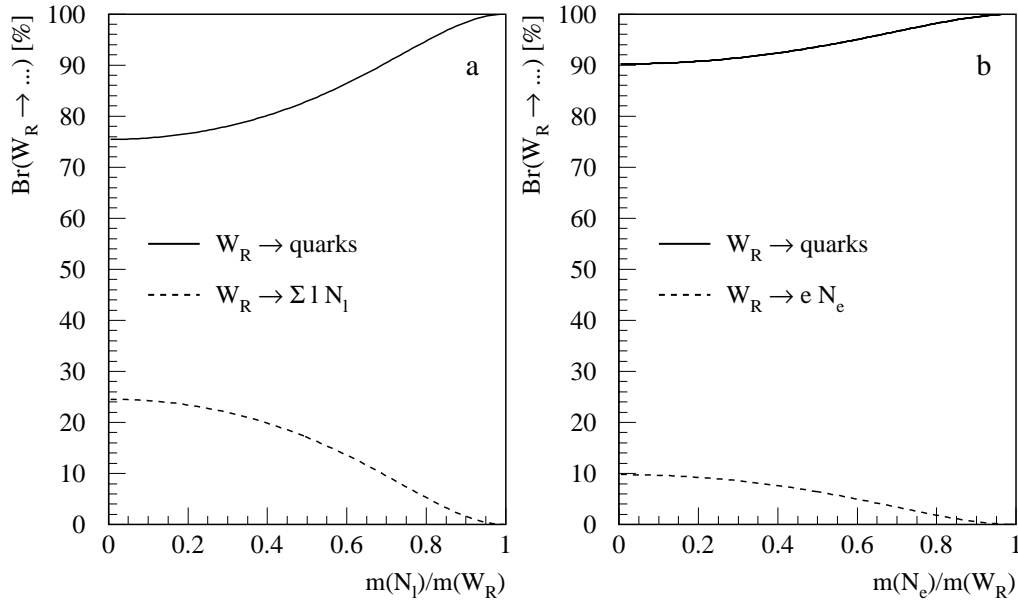 Br(W_R → ...) [%]
100
90
80
70
60
50
40
30
20
10
0
a
W_R → quarks
W_R → Σ l N_l
0 0.2 0.4 0.6 0.8 1
m(N_l)/m(W_R)
Br(W_R → ...) [%]
100
90
80
70
60
50
40
30
20
10
0
b
W_R → quarks
W_R → e N_e
0 0.2 0.4 0.6 0.8 1
m(N_e)/m(W_R)